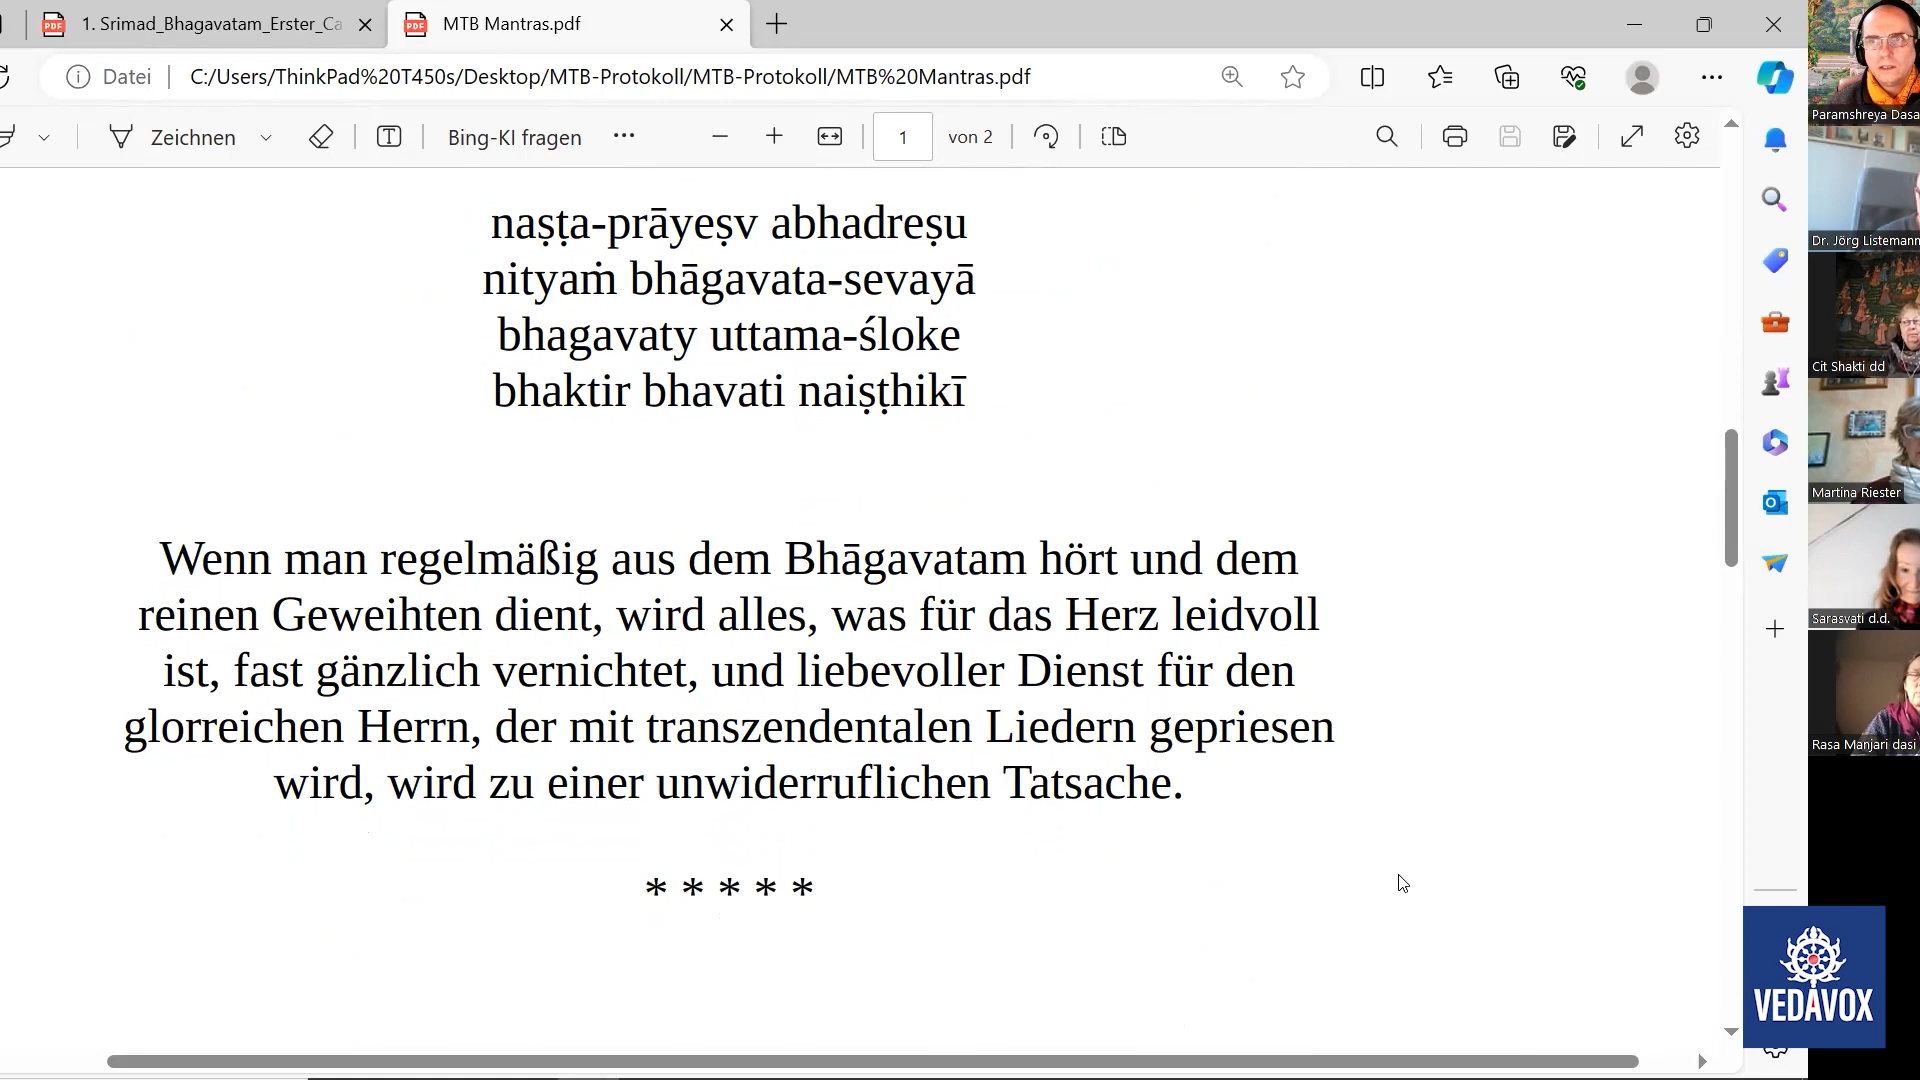 1. Srimad_Bhagavatam_Erster_Ca
MTB Mantras.pdf
Datei
C:/Users/ThinkPad%20T450s/Desktop/MTB-Protokoll/MTB-Protokoll/MTB%20Mantras.pdf
Zeichnen
Bing-KI fragen
1
von 2
naṣṭa-prāyeṣv abhadreṣu
nityaṁ bhāgavata-sevayā
bhagavaty uttama-śloke
bhaktir bhavati naiṣṭhikī
Wenn man regelmäßig aus dem Bhāgavatam hört und dem
reinen Geweihten dient, wird alles, was für das Herz leidvoll
ist, fast gänzlich vernichtet, und liebevoller Dienst für den
glorreichen Herrn, der mit transzendentalen Liedern gepriesen
wird, wird zu einer unwiderruflichen Tatsache.
* * * * *
Paramshreya Dasa
Dr. Jörg Listemann
Cit Shakti dd
Martina Riester
Sarasvati d.d.
Rasa Manjari dasi
VEDAVOX